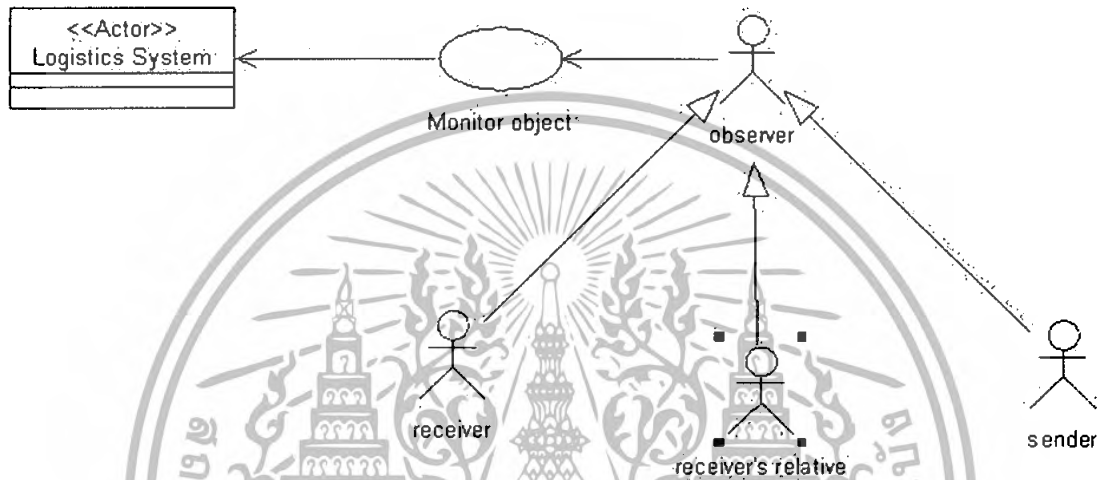 <<Actor>>
Logistics System
Monitor object
observer
receiver
receiver's relative
sender